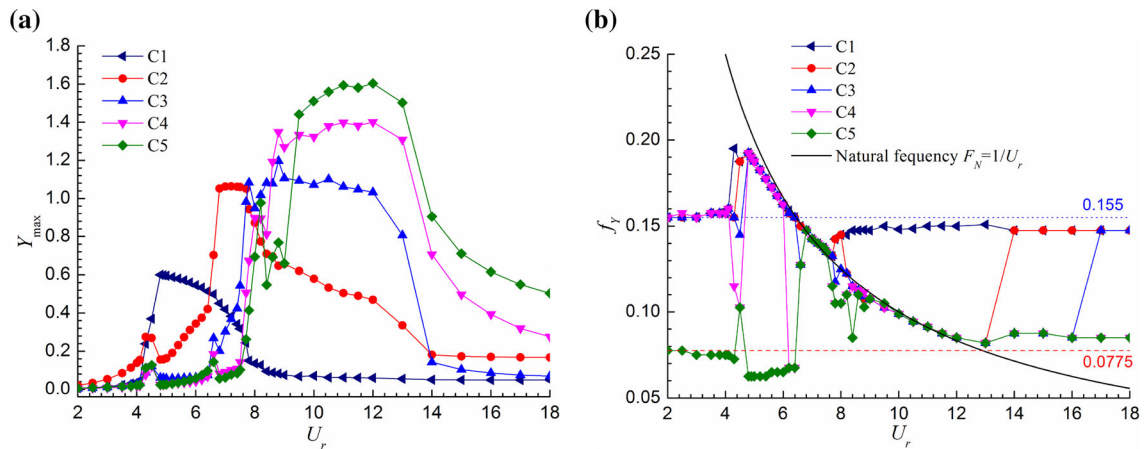 (a)
1.8
1.6
1.4
1.2
1.0
0.8
0.6
0.4
0.2
0.0
Y_max
C1
C2
C3
C4
C5
2 4 6 8 10 12 14 16 18
U_r
(b)
0.25
0.20
0.15
0.10
0.05
f_Y
C1
C2
C3
C4
C5
Natural fequency F_N=1/U_r
0.155
0.0775
2 4 6 8 10 12 14 16 18
U_r